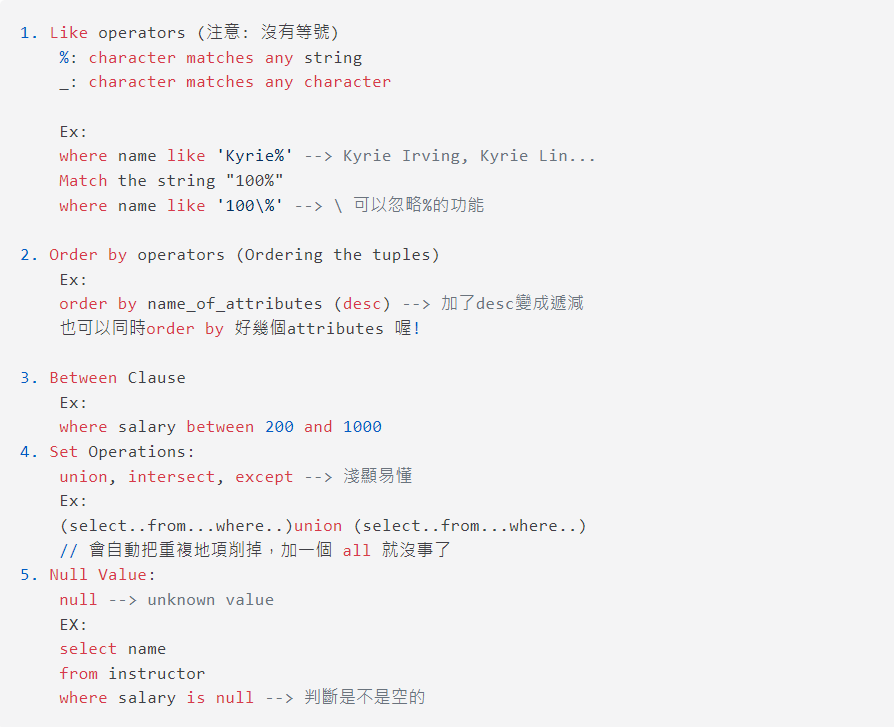 1. Like operators (注意: 沒有等號)
%: character matches any string
_: character matches any character
Ex:
where name like 'Kyrie%' --> Kyrie Irving, Kyrie Lin...
Match the string "100%"
where name like '100\%' --> \ 可以忽略%的功能
2. Order by operators (Ordering the tuples)
Ex:
order by name_of_attributes (desc) --> 加了desc變成遞減
也可以同時order by 好幾個attributes 喔!
3. Between Clause
Ex:
where salary between 200 and 1000
4. Set Operations:
union, intersect, except --> 淺顯易懂
Ex:
(select..from...where..)union (select..from...where..)
// 會自動把重複地項削掉，加一個 all 就沒事了
5. Null Value:
null --> unknown value
EX:
select name
from instructor
where salary is null --> 判斷是不是空的